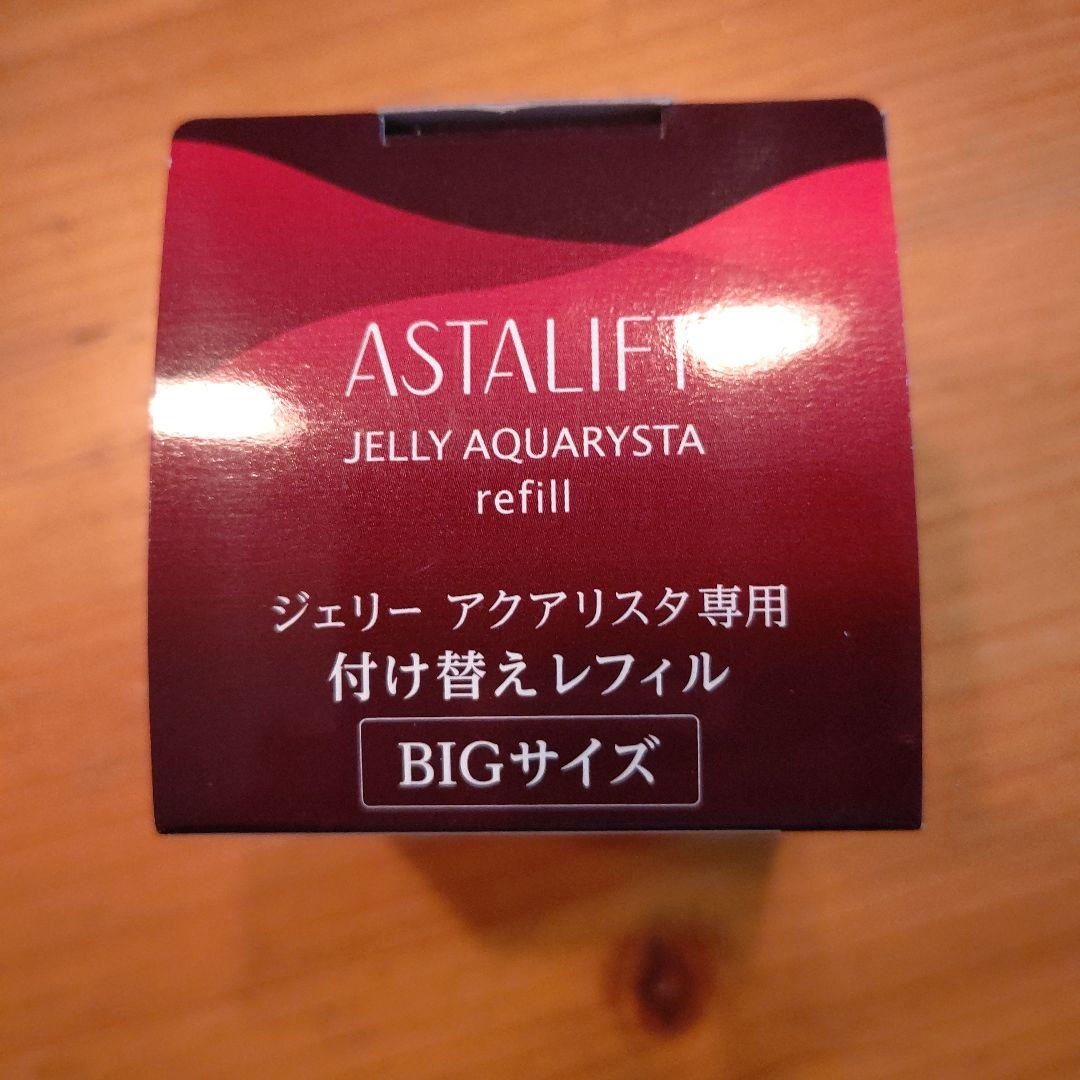 ASTALIFT
JELLY AQUARYSTA
refill
ジェリー アクアリスタ専用
付け替えレフィル
BIGサイズ